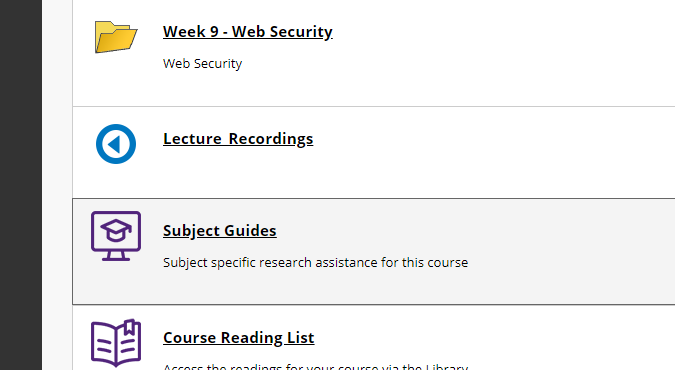 Week 9 - Web Security
Web Security
Lecture Recordings
Subject Guides
Subject specific research assistance for this course
Course Reading List
Access the readings for your course via the Library